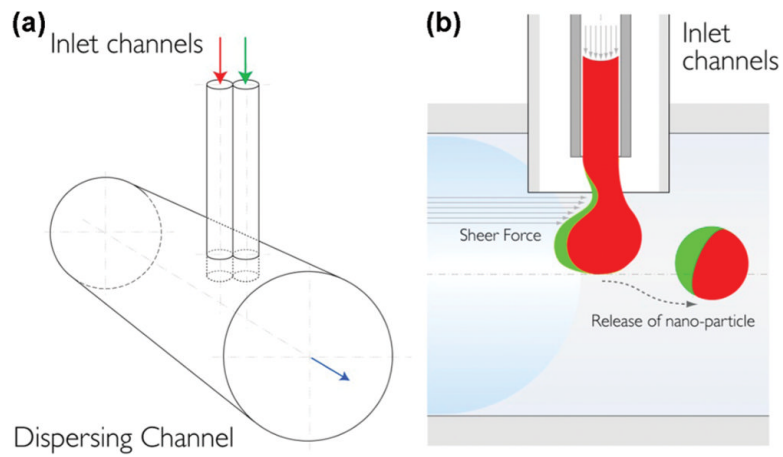 (a)
Inlet channels
Dispersing Channel
(b)
Inlet
channels
Sheer Force
Release of nano-particle